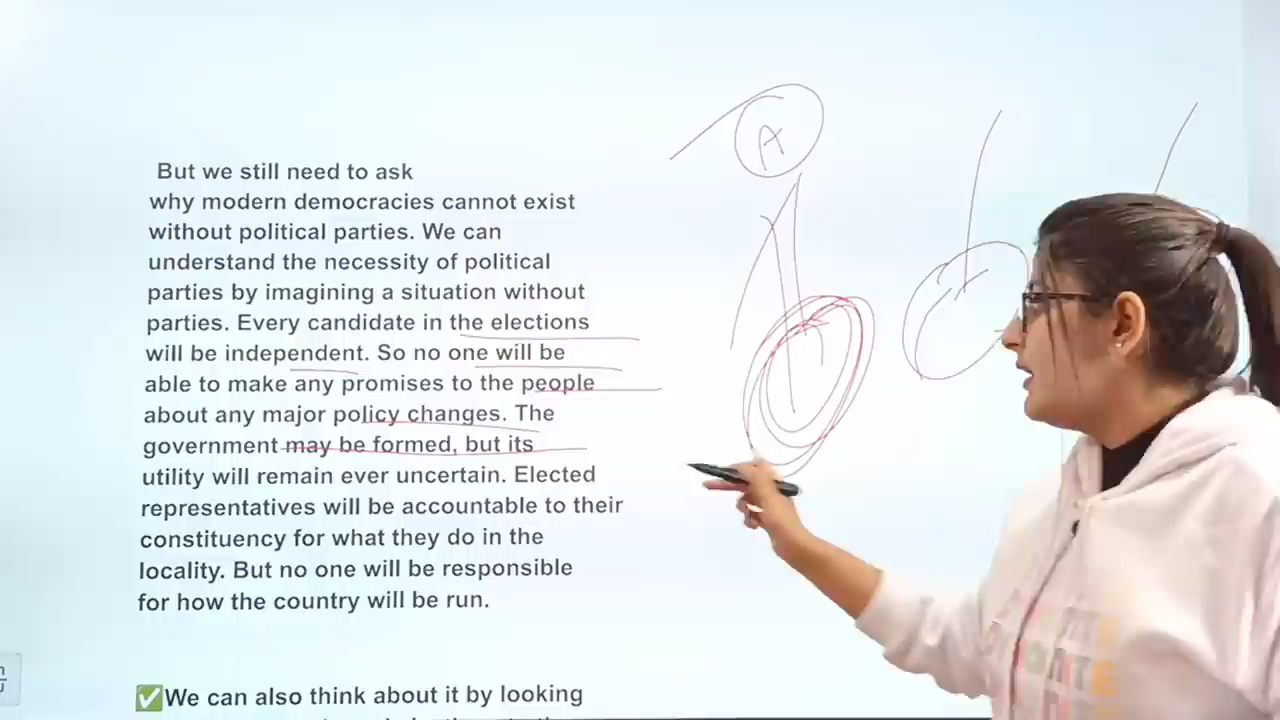 But we still need to ask
why modern democracies cannot exist
without political parties. We can
understand the necessity of political
parties by imagining a situation without
parties. Every candidate in the elections
will be independent. So no one will be
able to make any promises to the people
about any major policy changes. The
government may be formed, but its
utility will remain ever uncertain. Elected
representatives will be accountable to their
constituency for what they do in the
locality. But no one will be responsible
for how the country will be run.
✅We can also think about it by looking
A